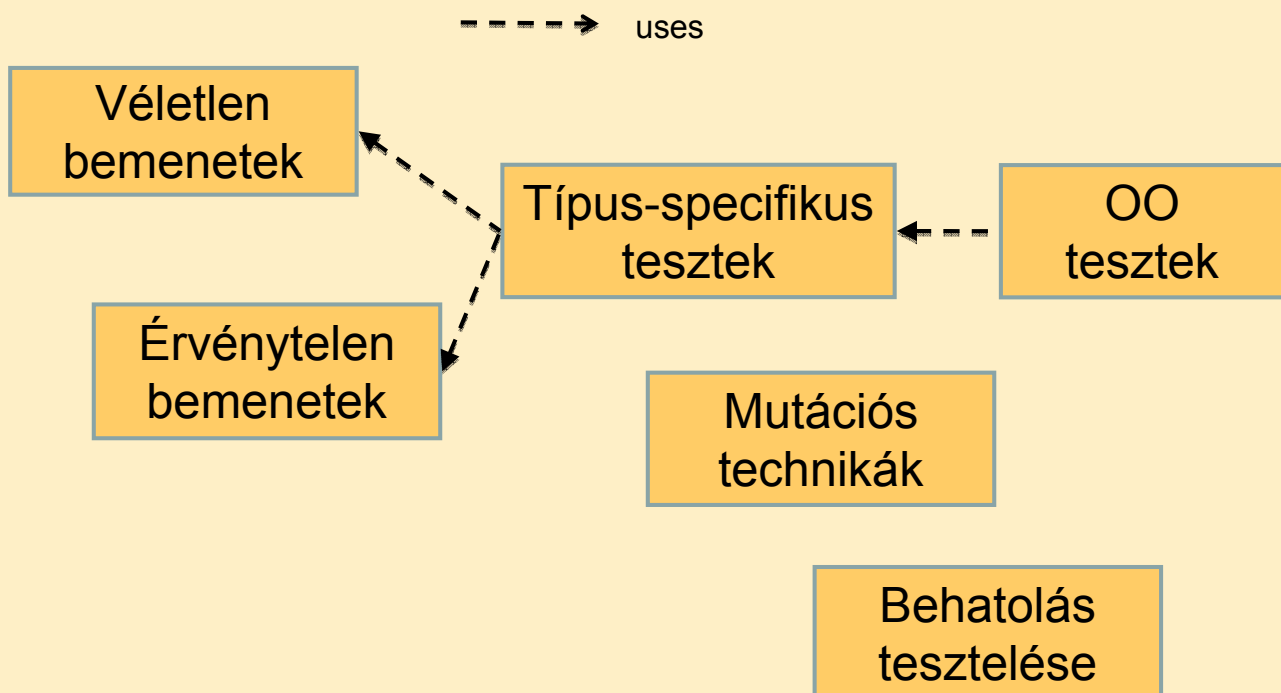 uses
Véletlen
bemenetek
Típus-specifikus
tesztek
OO
tesztek
Érvénytelen
bemenetek
Mutációs
technikák
Behatolás
tesztelése